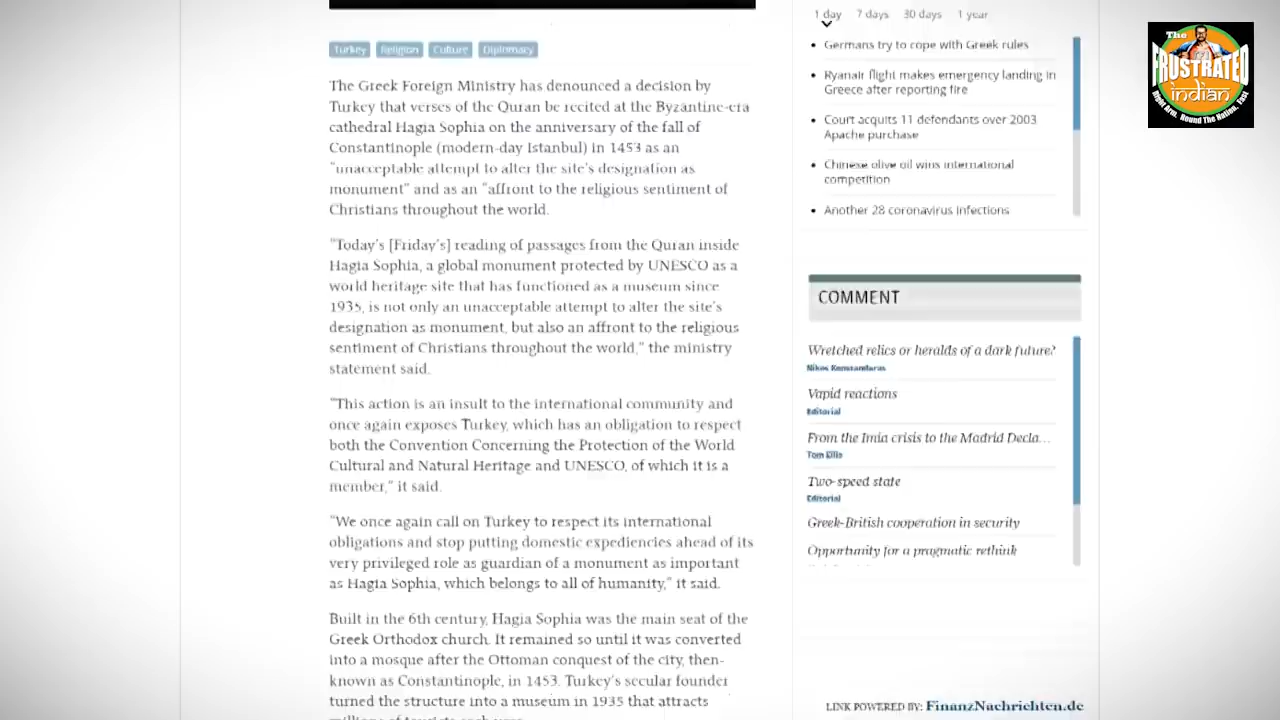 1 day 7 days 30 days 1 year
Turkey Religion Culture Diplomacy
The Greek Foreign Ministry has denounced a decision by
Turkey that verses of the Quran be recited at the Byzantine-era
cathedral Hagia Sophia on the anniversary of the fall of
Constantinople (modern-day Istanbul) in 1453 as an
"unacceptable attempt to alter the site's designation as
monument" and as an "affront to the religious sentiment of
Christians throughout the world.
"Today's [Friday's] reading of passages from the Quran inside
Hagia Sophia, a global monument protected by UNESCO as a
world heritage site that has functioned as a museum since
1935, is not only an unacceptable attempt to alter the site's
designation as monument, but also an affront to the religious
sentiment of Christians throughout the world," the ministry
statement said.
"This action is an insult to the international community and
once again exposes Turkey, which has an obligation to respect
both the Convention Concerning the Protection of the World
Cultural and Natural Heritage and UNESCO, of which it is a
member," it said.
"We once again call on Turkey to respect its international
obligations and stop putting domestic expediencies ahead of its
very privileged role as guardian of a monument as important
as Hagia Sophia, which belongs to all of humanity," it said.
Built in the 6th century, Hagia Sophia was the main seat of the
Greek Orthodox church. It remained so until it was converted
into a mosque after the Ottoman conquest of the city, then-
known as Constantinople, in 1453. Turkey's secular founder
turned the structure into a museum in 1935 that attracts
Germans try to cope with Greek rules
Ryanair flight makes emergency landing in
Greece after reporting fire
Court acquits 11 defendants over 2003
Apache purchase
Chinese olive oil wins international
competition
Another 28 coronavirus infections
COMMENT
Wretched relics or heralds of a dark future?
Nikos Konstandaras
Vapid reactions
Editorial
From the Imia crisis to the Madrid Decla...
Tom Ellis
Two-speed state
Editorial
Greek-British cooperation in security
Opportunity for a pragmatic rethink
LINK POWERED BY: FinanzNachrichten.de
The
FRUSTRATED
indian
Right Arm, Round The Nation, East